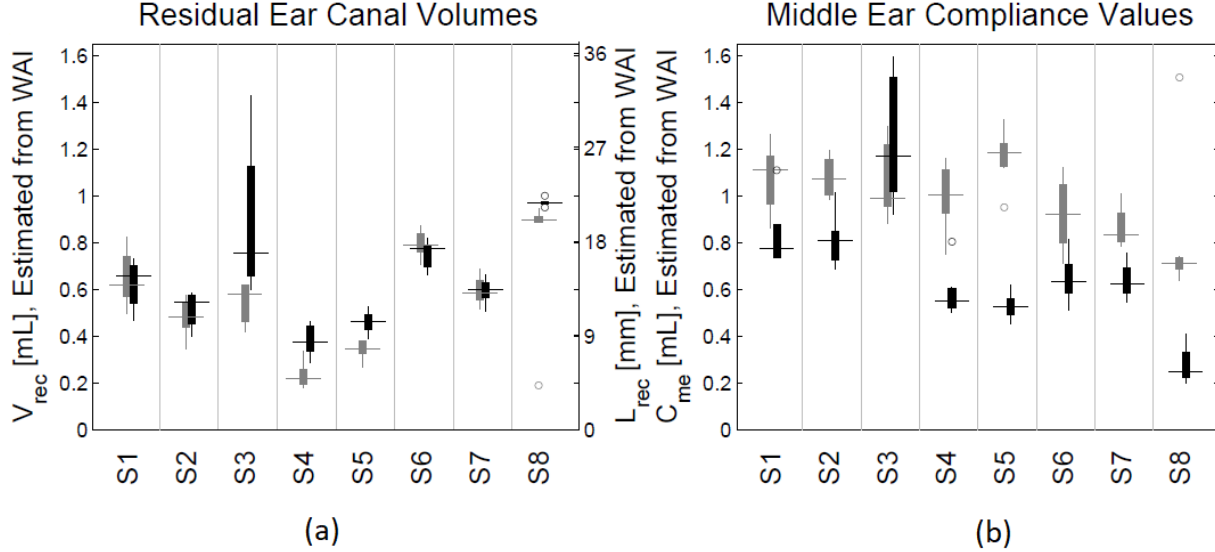 Residual Ear Canal Volumes
V_rec [mL], Estimated from WAI
1.6
1.4
1.2
1
0.8
0.6
0.4
0.2
0
36
27
18
9
0
L_rec [mm], Estimated from WAI
S1 S2 S3 S4 S5 S6 S7 S8
(a)
Middle Ear Compliance Values
C_me [mL], Estimated from WAI
1.6
1.4
1.2
1
0.8
0.6
0.4
0.2
0
S1 S2 S3 S4 S5 S6 S7 S8
(b)